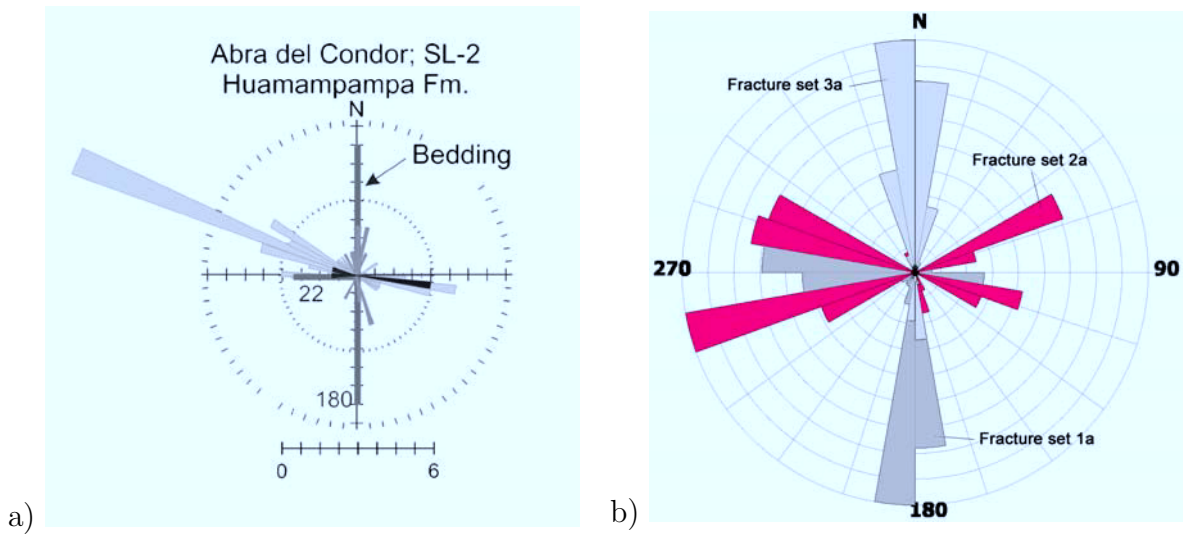 Abra del Condor; SL-2
Huamampampa Fm.
N
Bedding
22
180
0 6
a)
N
Fracture set 3a
Fracture set 2a
270 90
Fracture set 1a
180
b)